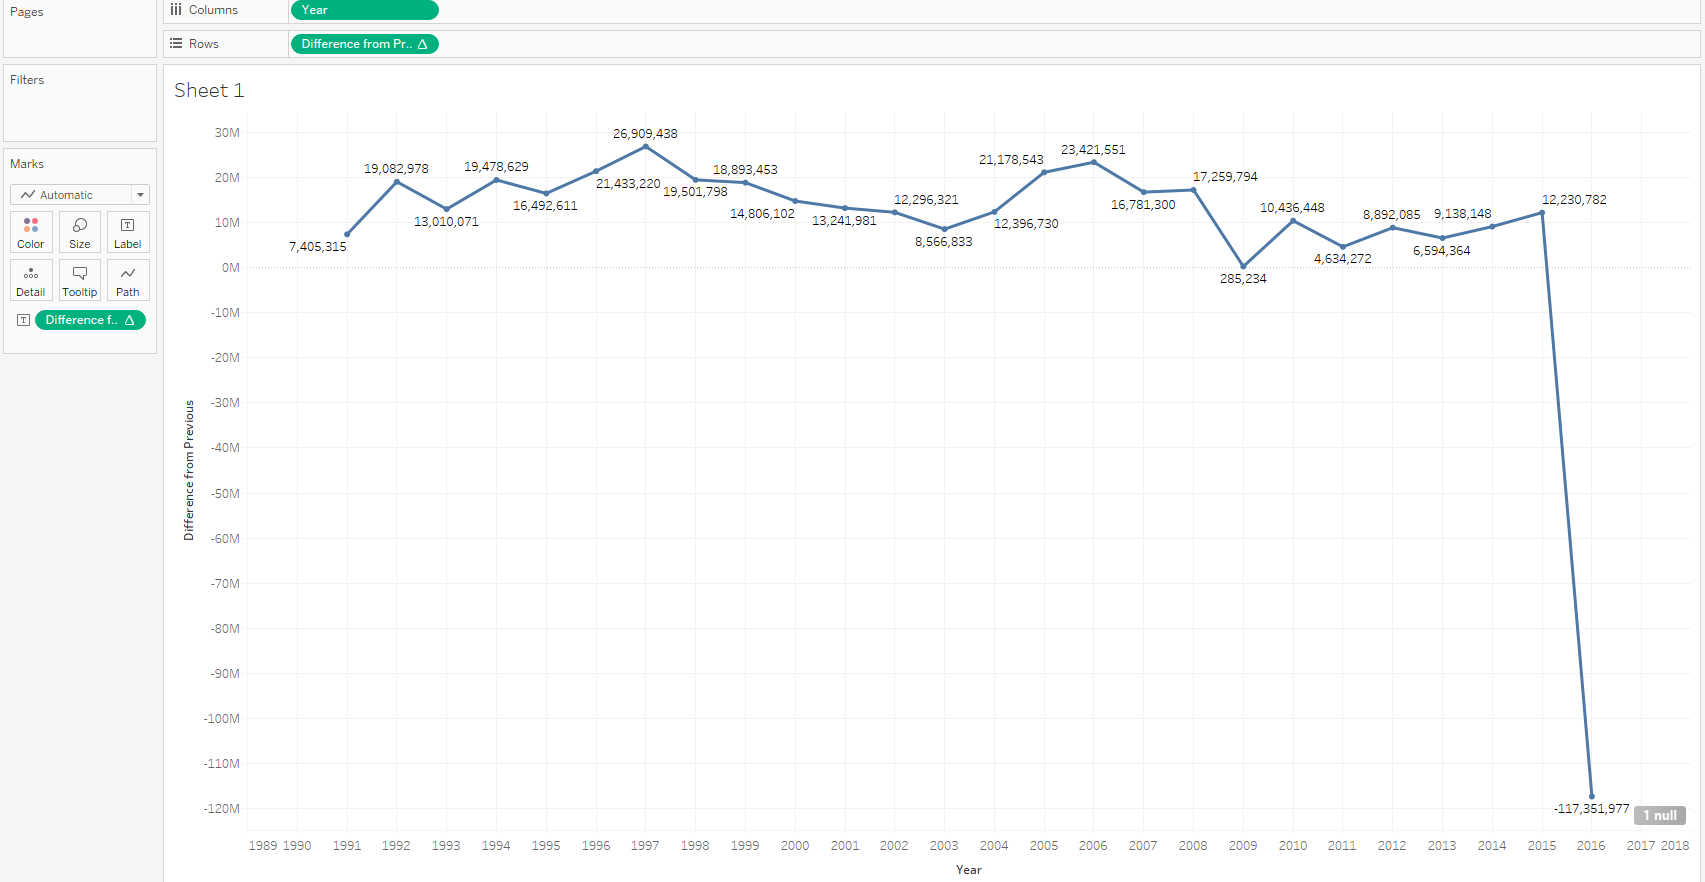 Pages
Columns
Year
Rows
Difference from Pr..
Filters
Marks
Automatic
Color
Size
Label
Detail
Tooltip
Path
Difference f..
Sheet 1
30M
20M
10M
0M
-10M
-20M
-30M
-40M
-50M
-60M
-70M
-80M
-90M
-100M
-110M
-120M
Difference from Previous
7,405,315
19,082,978
13,010,071
19,478,629
16,492,611
21,433,220
26,909,438
19,501,798
18,893,453
14,806,102
13,241,981
12,296,321
8,566,833
12,396,730
21,178,543
23,421,551
16,781,300
17,259,794
285,234
10,436,448
4,634,272
8,892,085
6,594,364
9,138,148
12,230,782
-117,351,977
1 null
1989 1990 1991 1992 1993 1994 1995 1996 1997 1998 1999 2000 2001 2002 2003 2004 2005 2006 2007 2008 2009 2010 2011 2012 2013 2014 2015 2016 2017 2018
Year